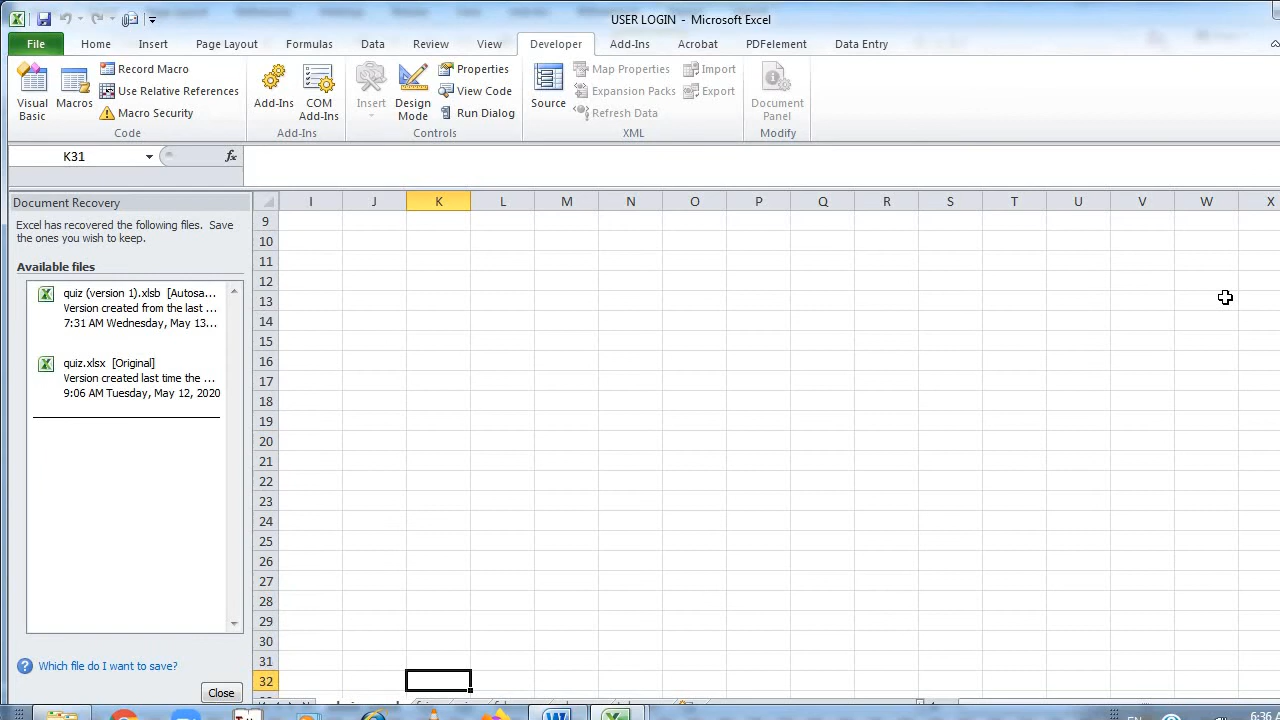 USER LOGIN - Microsoft Excel
File Home Insert Page Layout Formulas Data Review View Developer Add-Ins Acrobat PDFelement Data Entry
Visual Basic
Macros
Record Macro
Use Relative References
Macro Security
Code
Add-Ins
COM Add-Ins
Add-Ins
Insert
Design Mode
Properties
View Code
Run Dialog
Controls
Source
Map Properties
Expansion Packs
Refresh Data
Import
Export
XML
Document Panel
Modify
K31
fx
Document Recovery
Excel has recovered the following files. Save
the ones you wish to keep.
Available files
quiz (version 1).xlsb [Autosa...
Version created from the last ...
7:31 AM Wednesday, May 13...
quiz.xlsx [Original]
Version created last time the ...
9:06 AM Tuesday, May 12, 2020
Which file do I want to save?
Close
I J K L M N O P Q R S T U V W X
9
10
11
12
13
14
15
16
17
18
19
20
21
22
23
24
25
26
27
28
29
30
31
32